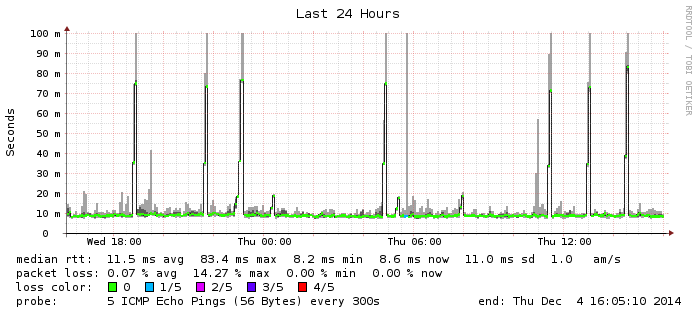 Last 24 Hours
RRDTOOL / TOBI OETIKER
Seconds
100 m
90 m
80 m
70 m
60 m
50 m
40 m
30 m
20 m
10 m
0
Wed 18:00 Thu 00:00 Thu 06:00 Thu 12:00
median rtt: 11.5 ms avg 83.4 ms max 8.2 ms min 8.6 ms now 11.0 ms sd 1.0 am/s
packet loss: 0.07 % avg 14.27 % max 0.00 % min 0.00 % now
loss color: 0 1/5 2/5 3/5 4/5
probe: 5 ICMP Echo Pings (56 Bytes) every 300s end: Thu Dec 4 16:05:10 2014